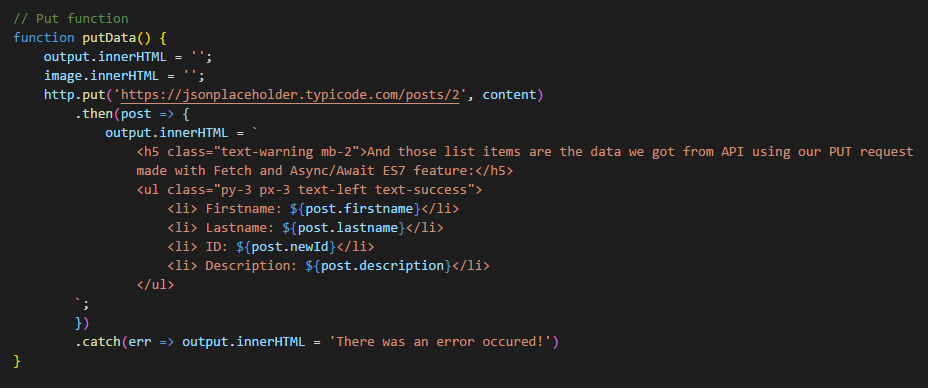 // Put function
function putData() {
    output.innerHTML = '';
    image.innerHTML = '';
    http.put('https://jsonplaceholder.typicode.com/posts/2', content)
        .then(post => {
            output.innerHTML = `
                <h5 class="text-warning mb-2">And those list items are the data we got from API using our PUT request
                made with Fetch and Async/Await ES7 feature:</h5>
                <ul class="py-3 px-3 text-left text-success">
                    <li> Firstname: ${post.firstname}</li>
                    <li> Lastname: ${post.lastname}</li>
                    <li> ID: ${post.newId}</li>
                    <li> Description: ${post.description}</li>
                </ul>
        `;
        })
        .catch(err => output.innerHTML = 'There was an error occured!')
}